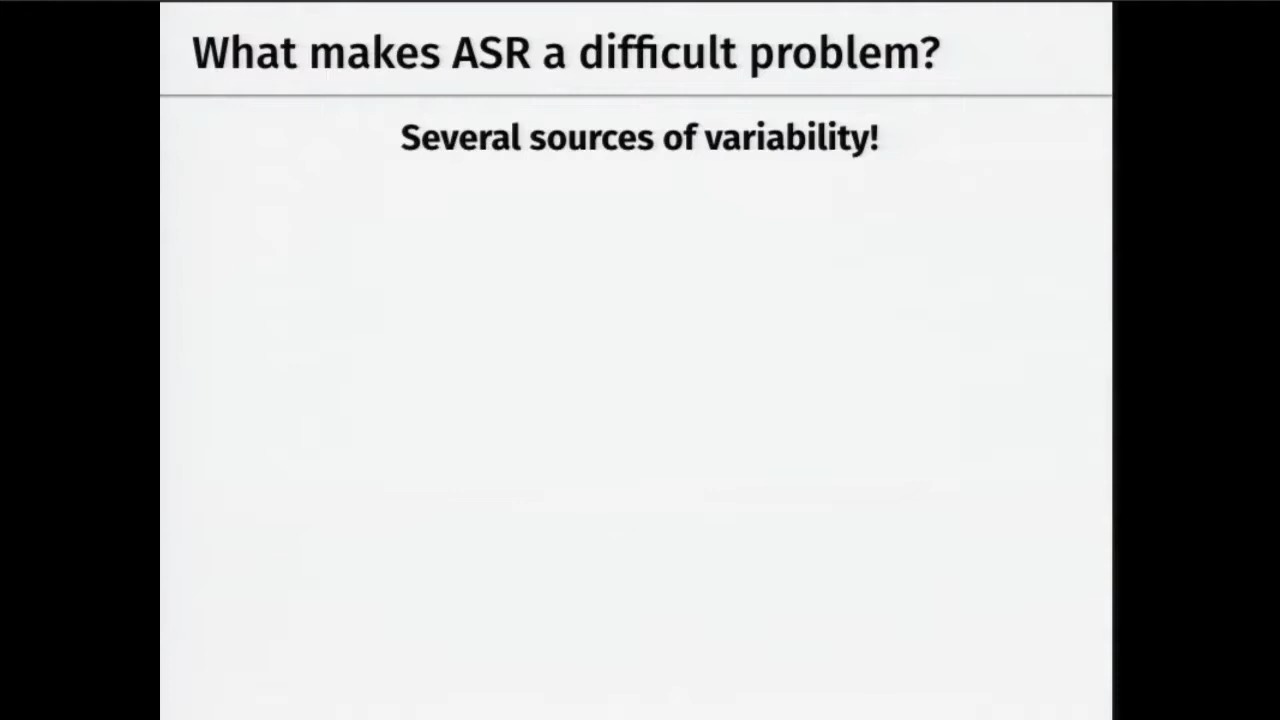 What makes ASR a difficult problem?
Several sources of variability!